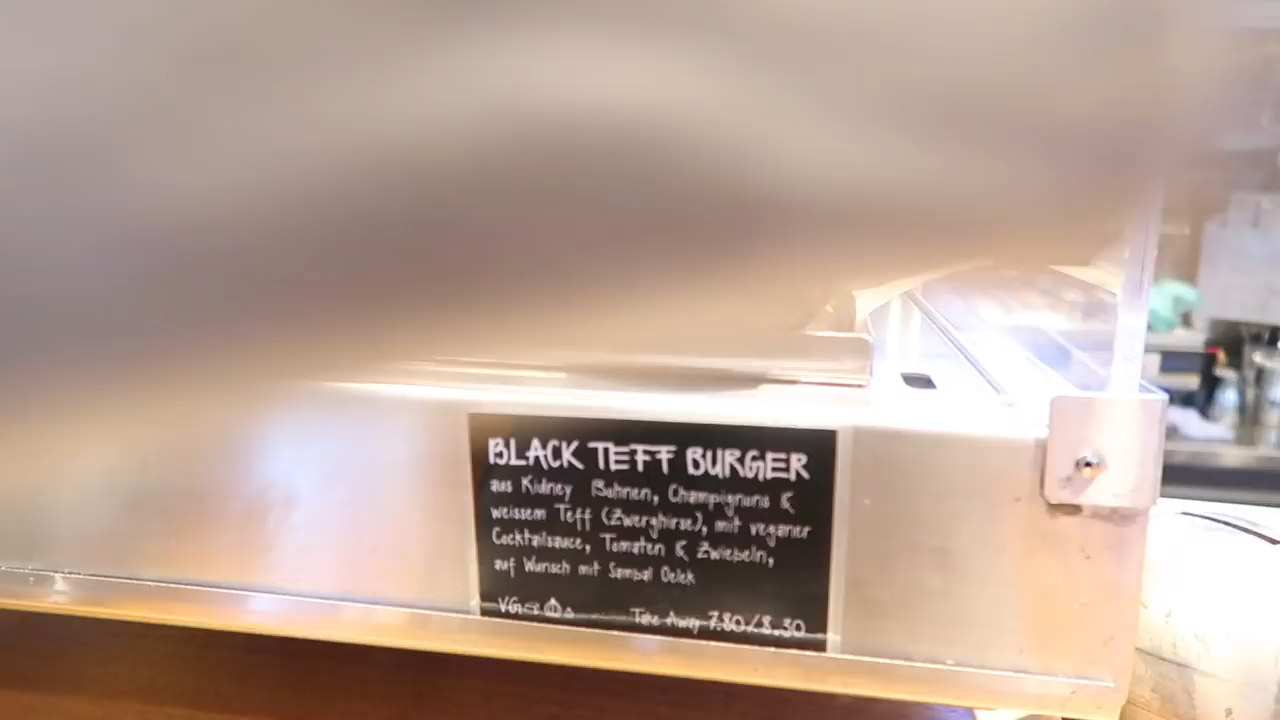 BLACK TEFF BURGER
aus Kidney Bohnen, Champignons &
weissem Teff (Zwerghirse), mit veganer
Cocktailsauce, Tomaten & Zwiebeln,
auf Wunsch mit Sambal Oelek
VG
Take Away 7.80/8.30